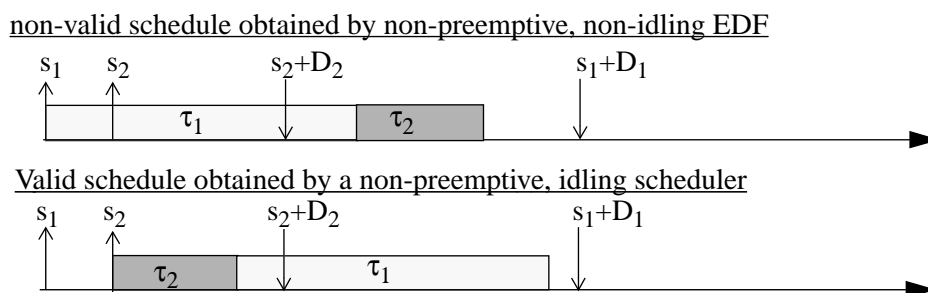 non-valid schedule obtained by non-preemptive, non-idling EDF
s₁ s₂ s₂+D₂ s₁+D₁
τ₁ τ₂
Valid schedule obtained by a non-preemptive, idling scheduler
s₁ s₂ s₂+D₂ s₁+D₁
τ₂ τ₁